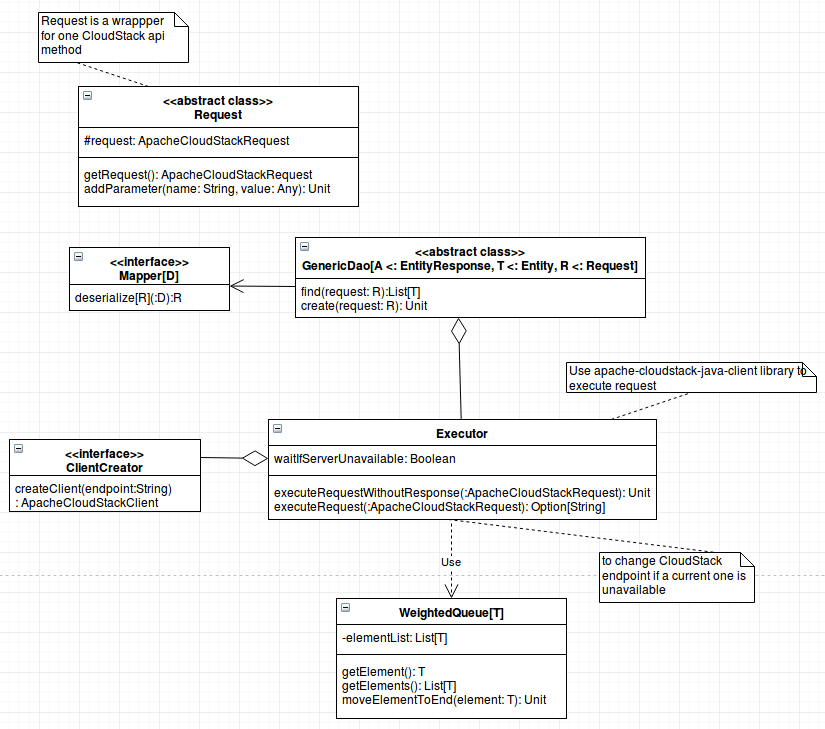 Request is a wrappper
for one CloudStack api
method
<<abstract class>>
Request
#request: ApacheCloudStackRequest
getRequest(): ApacheCloudStackRequest
addParameter(name: String, value: Any): Unit
<<interface>>
Mapper[D]
deserialize[R](:D):R
<<abstract class>>
GenericDao[A <: EntityResponse, T <: Entity, R <: Request]
find(request: R):List[T]
create(request: R): Unit
Use apache-cloudstack-java-client library to
execute request
<<interface>>
ClientCreator
createClient(endpoint:String)
: ApacheCloudStackClient
Executor
waitIfServerUnavailable: Boolean
executeRequestWithoutResponse(:ApacheCloudStackRequest): Unit
executeRequest(:ApacheCloudStackRequest): Option[String]
Use
to change CloudStack
endpoint if a current one is
unavailable
WeightedQueue[T]
-elementList: List[T]
getElement(): T
getElements(): List[T]
moveElementToEnd(element: T): Unit